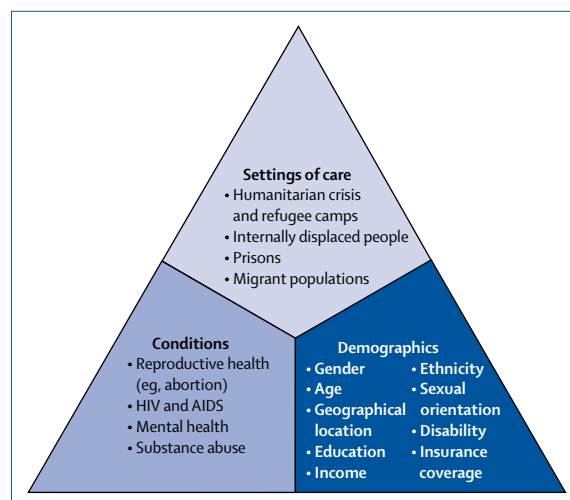 Settings of care
• Humanitarian crisis
and refugee camps
• Internally displaced people
• Prisons
• Migrant populations
Conditions
• Reproductive health
(eg, abortion)
• HIV and AIDS
• Mental health
• Substance abuse
Demographics
• Gender
• Age
• Geographical
location
• Education
• Income
• Ethnicity
• Sexual
orientation
• Disability
• Insurance
coverage